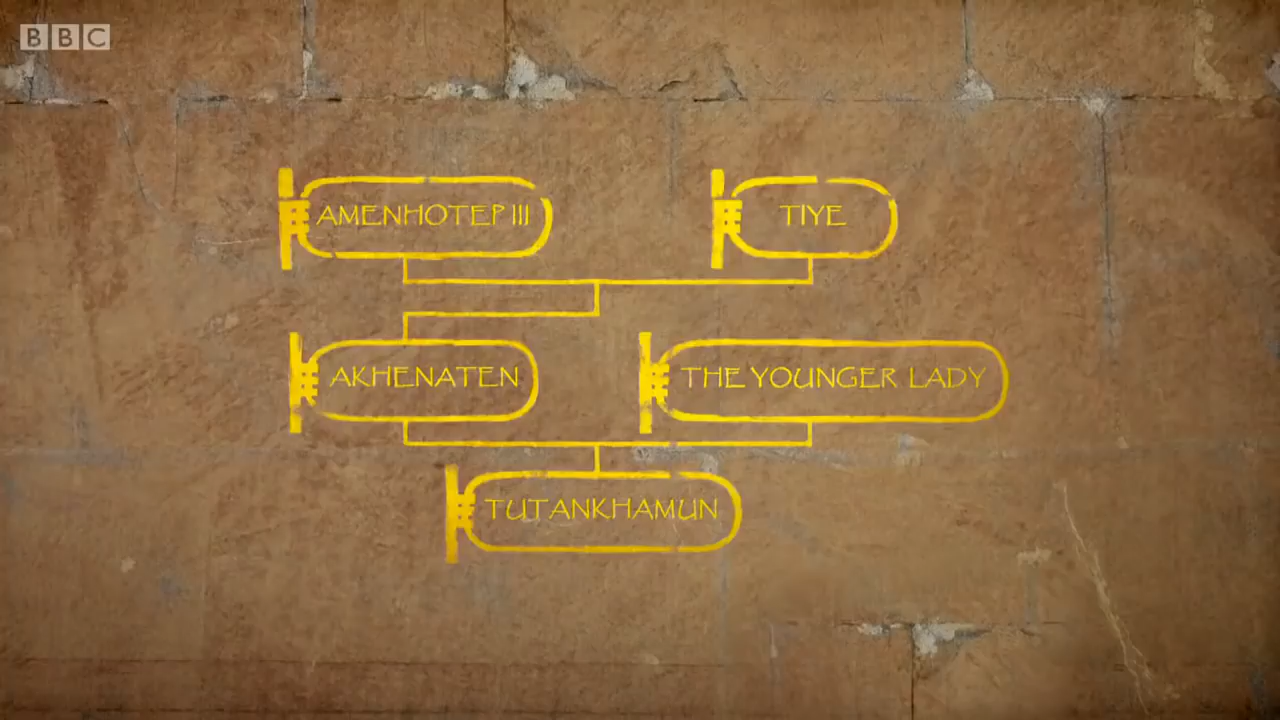 BBC
AMENHOTEP III
TIYE
AKHENATEN
THE YOUNGER LADY
TUTANKHAMUN